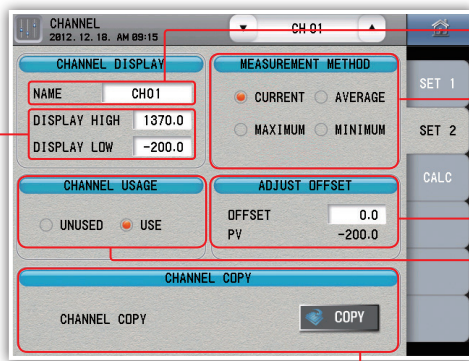 CHANNEL
2012. 12. 18. AM 09:15
CH 01
CHANNEL DISPLAY
NAME CH01
DISPLAY HIGH 1370.0
DISPLAY LOW -200.0
MEASUREMENT METHOD
CURRENT AVERAGE
MAXIMUM MINIMUM
SET 1
SET 2
CALC
CHANNEL USAGE
UNUSED USE
ADJUST OFFSET
OFFSET 0.0
PV -200.0
CHANNEL COPY
CHANNEL COPY COPY